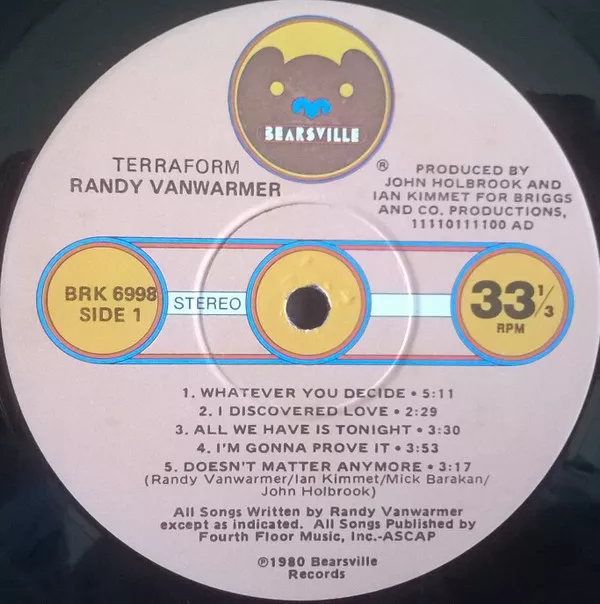 BEARSVILLE
®
TERRAFORM
RANDY VANWARMER
PRODUCED BY
JOHN HOLBROOK AND
IAN KIMMET FOR BRIGGS
AND CO. PRODUCTIONS,
11110111100 AD
BRK 6998
SIDE 1
STEREO
33 1/3
RPM
1. WHATEVER YOU DECIDE • 5:11
2. I DISCOVERED LOVE • 2:29
3. ALL WE HAVE IS TONIGHT • 3:30
4. I'M GONNA PROVE IT • 3:53
5. DOESN'T MATTER ANYMORE • 3:17
(Randy Vanwarmer/Ian Kimmet/Mick Barakan/
John Holbrook)
All Songs Written by Randy Vanwarmer
except as indicated. All Songs Published by
Fourth Floor Music, Inc.-ASCAP
℗1980 Bearsville
Records